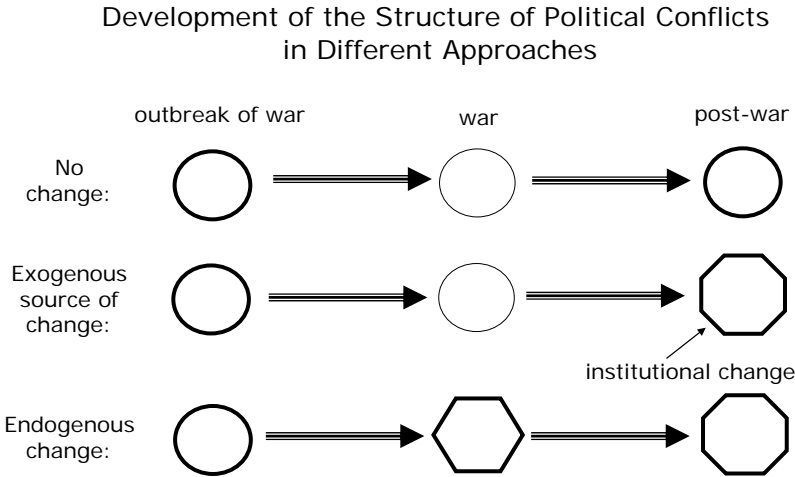 Development of the Structure of Political Conflicts
in Different Approaches
outbreak of war
war
post-war
No
change:
Exogenous
source of
change:
institutional change
Endogenous
change: